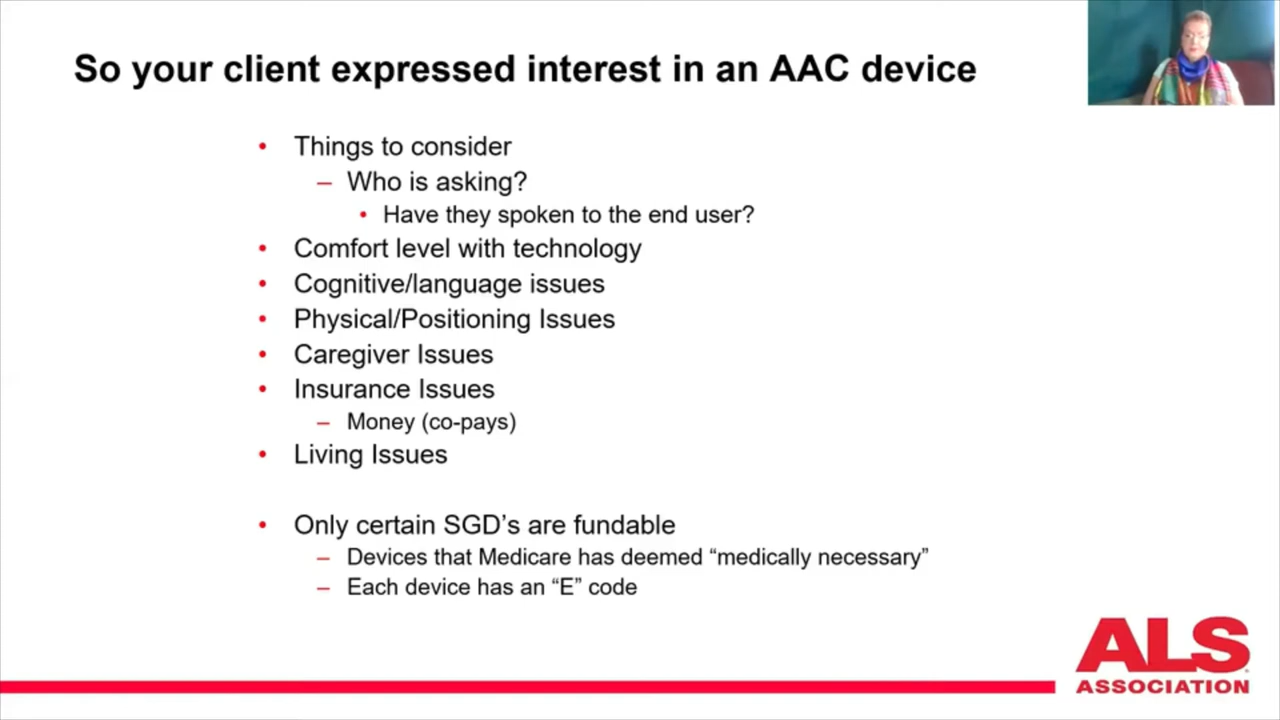 So your client expressed interest in an AAC device
• Things to consider
– Who is asking?
• Have they spoken to the end user?
• Comfort level with technology
• Cognitive/language issues
• Physical/Positioning Issues
• Caregiver Issues
• Insurance Issues
– Money (co-pays)
• Living Issues
• Only certain SGD’s are fundable
– Devices that Medicare has deemed “medically necessary”
– Each device has an “E” code
ALS
ASSOCIATION